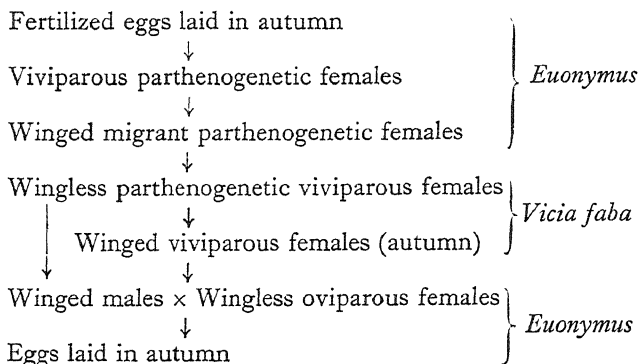 Fertilized eggs laid in autumn
Viviparous parthenogenetic females
Euonymus
Winged migrant parthenogenetic females
Wingless parthenogenetic viviparous females
Vicia faba
Winged viviparous females (autumn)
Winged males × Wingless oviparous females
Euonymus
Eggs laid in autumn